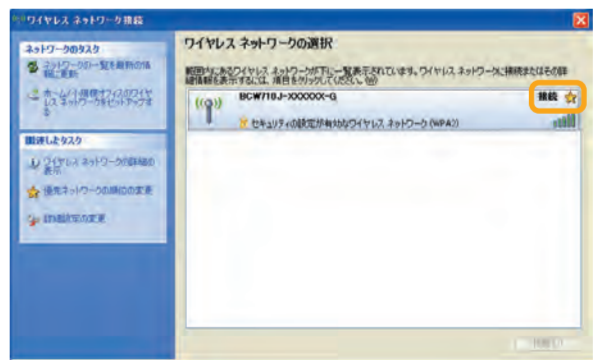 ワイヤレス ネットワーク接続
ネットワークのタスク
ネットワークの一覧を最新の情
報に更新
ホーム/小規模オフィスのワイヤ
レス ネットワークをセットアップす
る
関連したタスク
ワイヤレス ネットワークの詳細の
表示
優先ネットワークの順位の変更
詳細設定の変更
ワイヤレス ネットワークの選択
範囲内にあるワイヤレス ネットワークが下に一覧表示されています。ワイヤレス ネットワークに接続またはその詳
細情報を表示するには、項目をクリックしてください。(W)
BCW710J-XXXXXX-G
接続
セキュリティの設定が有効なワイヤレス ネットワーク (WPA2)
接続(C)